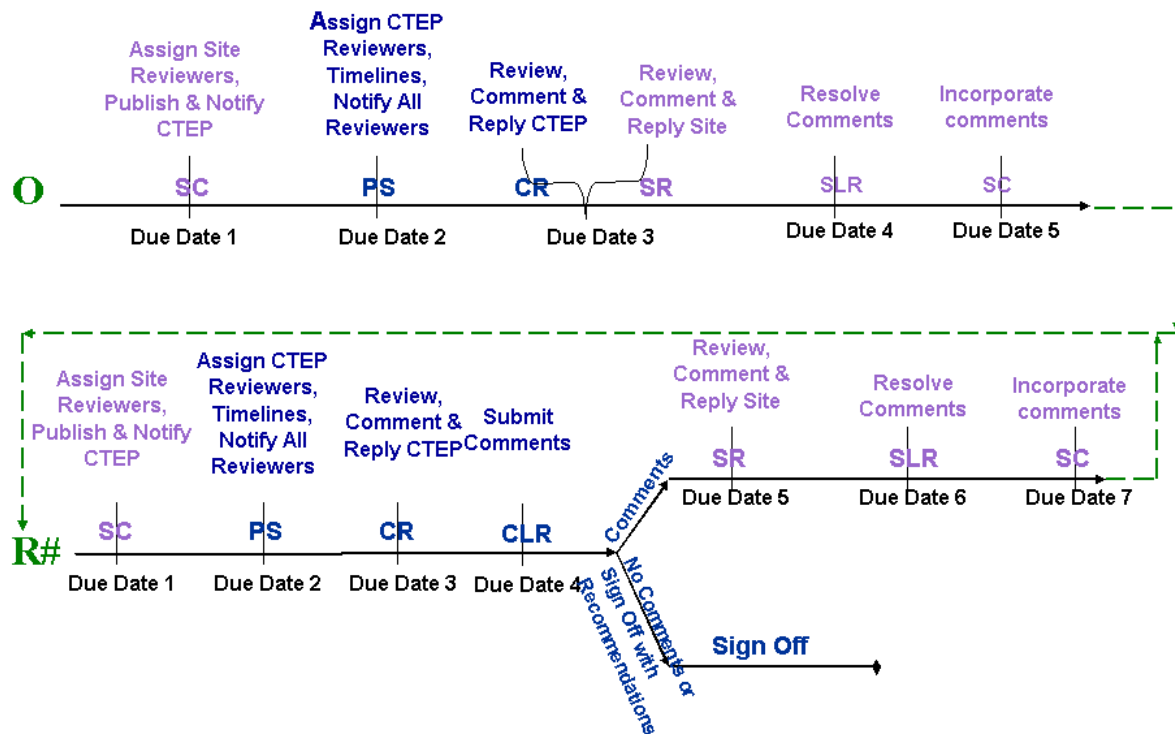 Assign Site
Reviewers,
Publish & Notify
CTEP
Assign CTEP
Reviewers,
Timelines,
Notify All
Reviewers
Review,
Comment &
Reply CTEP
Review,
Comment &
Reply Site
Resolve
Comments
Incorporate
comments
O
SC
PS
CR
SR
SLR
SC
Due Date 1
Due Date 2
Due Date 3
Due Date 4
Due Date 5
Assign Site
Reviewers,
Publish & Notify
CTEP
Assign CTEP
Reviewers,
Timelines,
Notify All
Reviewers
Review,
Comment &
Reply CTEP
Submit
Comments
Review,
Comment &
Reply Site
Resolve
Comments
Incorporate
comments
SR
SLR
SC
Due Date 5
Due Date 6
Due Date 7
R#
SC
PS
CR
CLR
Due Date 1
Due Date 2
Due Date 3
Due Date 4
Comments
No Comments or
Sign Off with
Recommendations
Sign Off